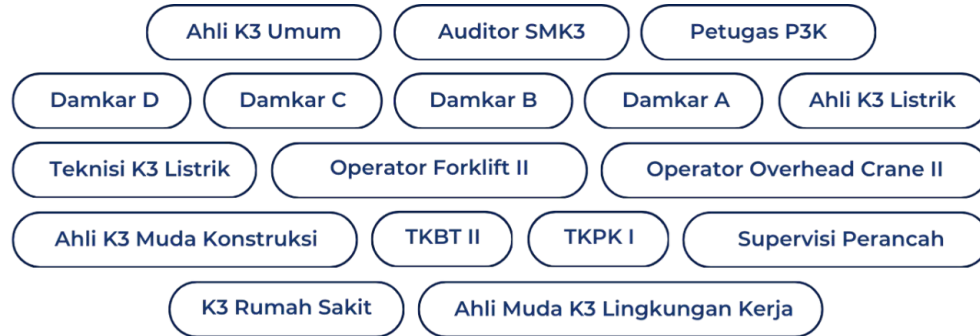 Ahli K3 Umum Auditor SMK3 Petugas P3K
Damkar D Damkar C Damkar B Damkar A Ahli K3 Listrik
Teknisi K3 Listrik Operator Forklift II Operator Overhead Crane II
Ahli K3 Muda Konstruksi TKBT II TKPK I Supervisi Perancah
K3 Rumah Sakit Ahli Muda K3 Lingkungan Kerja